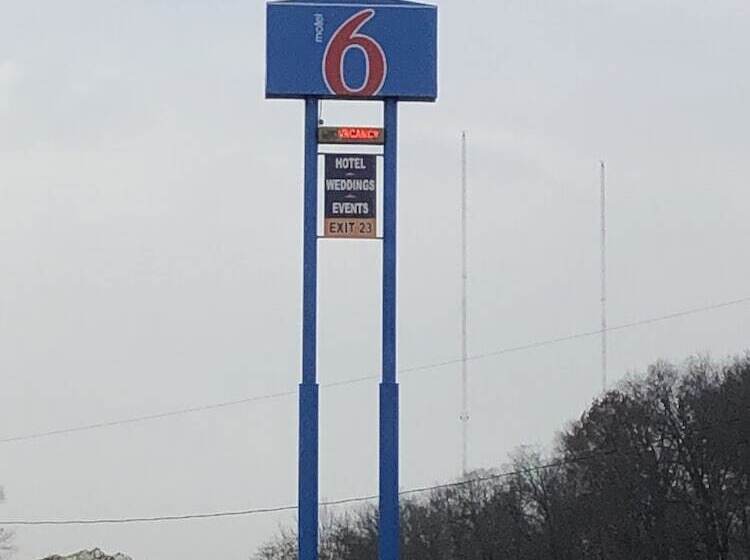 motel
6
VACANCY
HOTEL
WEDDINGS
EVENTS
EXIT 23